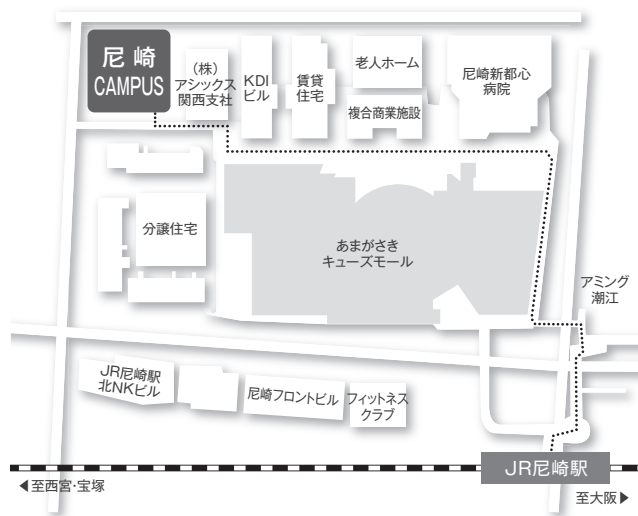 尼崎
CAMPUS
(株)
アシックス
関西支社
KDI
ビル
賃貸
住宅
老人ホーム
複合商業施設
尼崎新都心
病院
分譲住宅
あまがさき
キューズモール
アミング
潮江
JR尼崎駅
北NKビル
尼崎フロントビル
フィットネス
クラブ
JR尼崎駅
◀至西宮・宝塚
至大阪▶